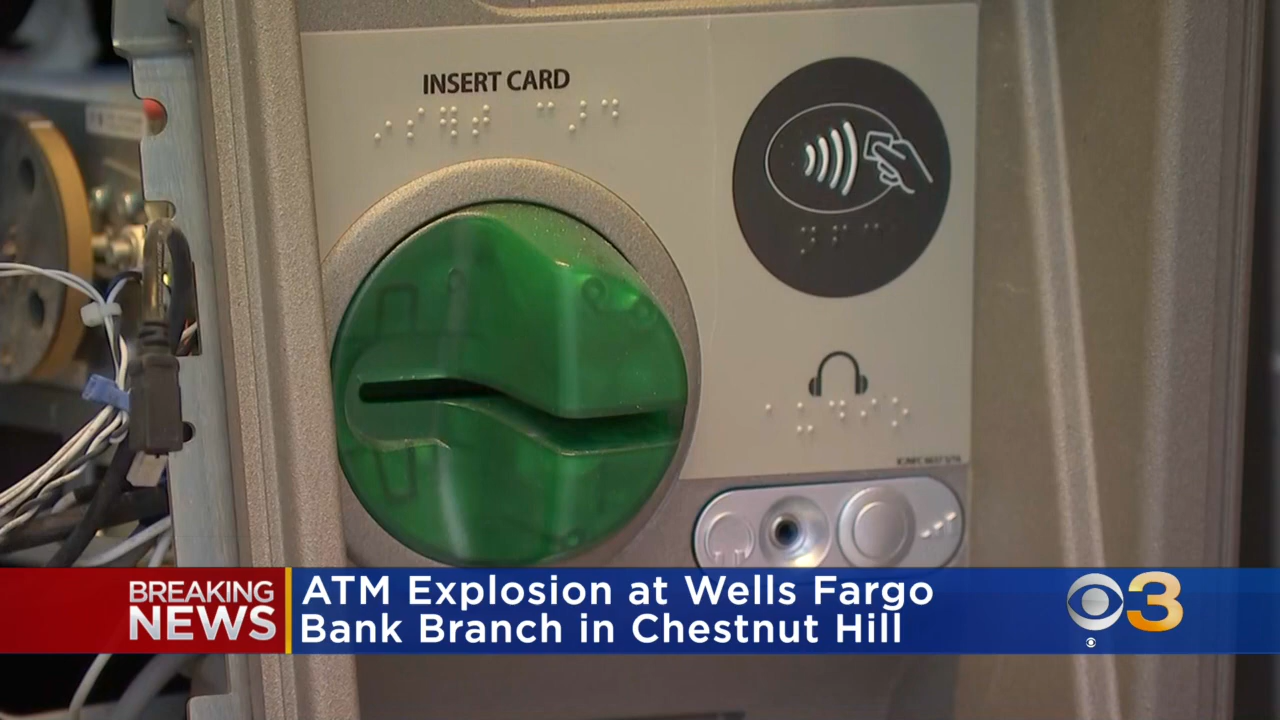 INSERT CARD
BREAKING
NEWS
ATM Explosion at Wells Fargo
Bank Branch in Chestnut Hill
3